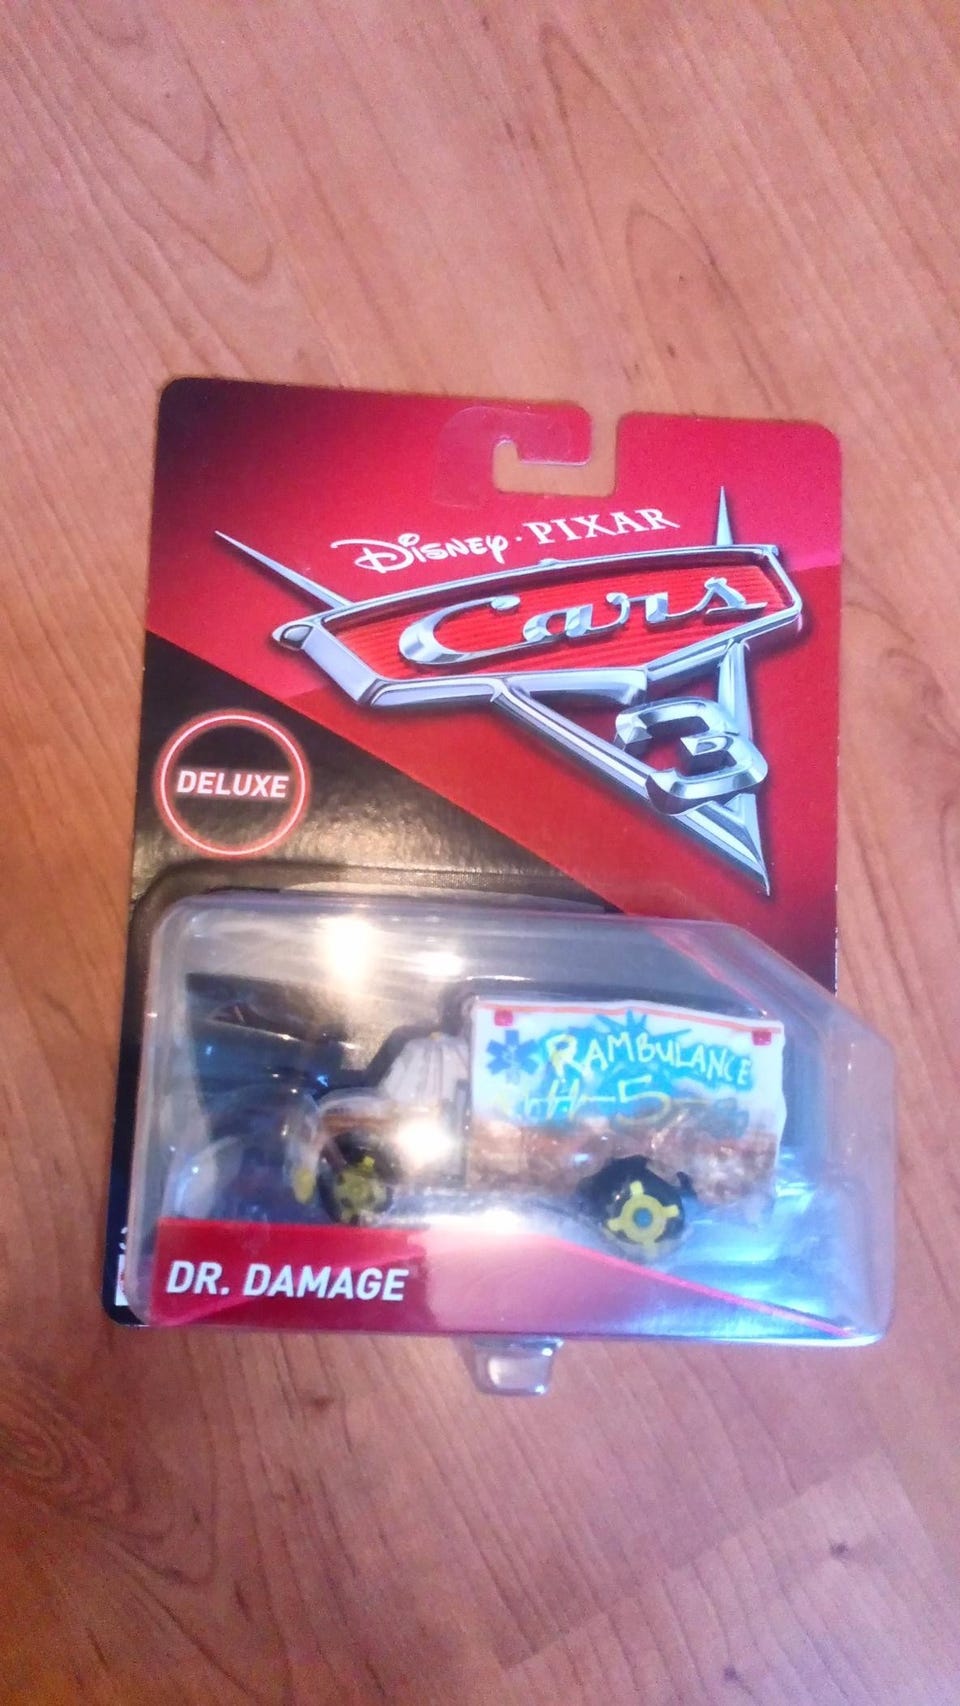 Disney · PIXAR
Cars
3
DELUXE
RAMBULANCE
H-5
DR. DAMAGE